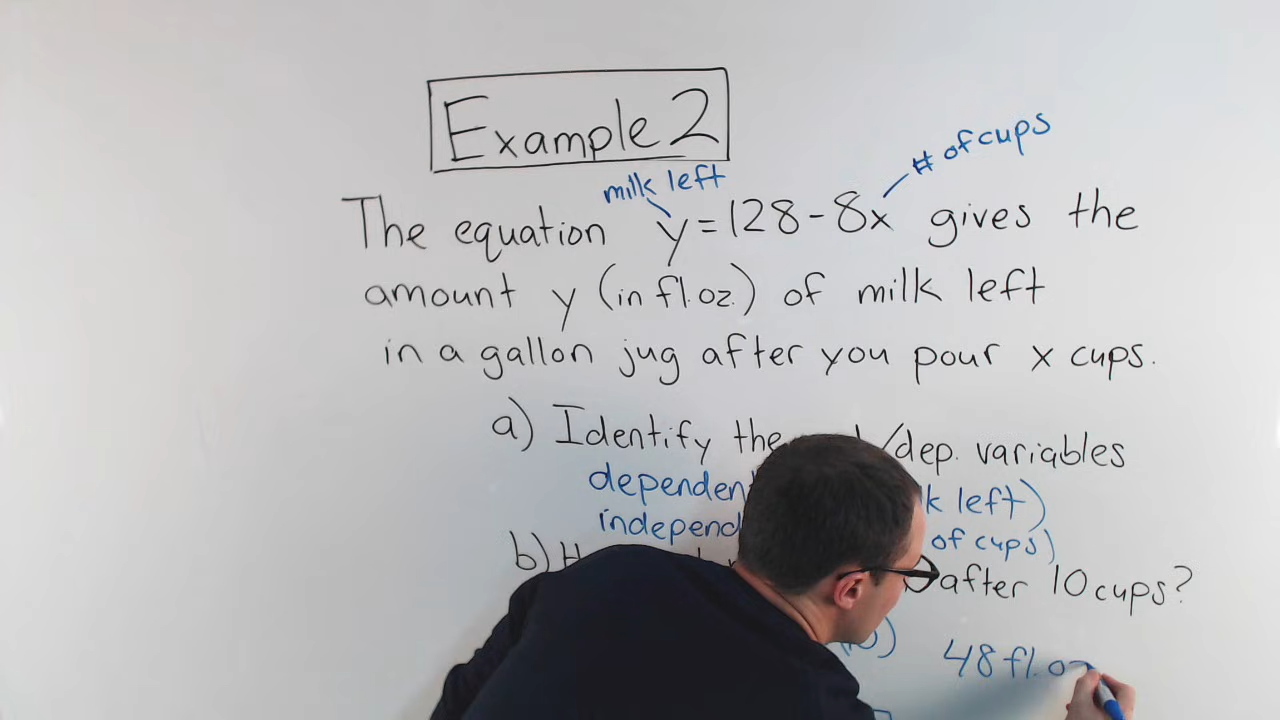 Example 2
milk left
# of cups
The equation y = 128 - 8x gives the
amount y (in fl. oz.) of milk left
in a gallon jug after you pour x cups.
a) Identify the /dep. variables
dependen k left)
independ of cups)
b) H after 10 cups?
48 fl. oz